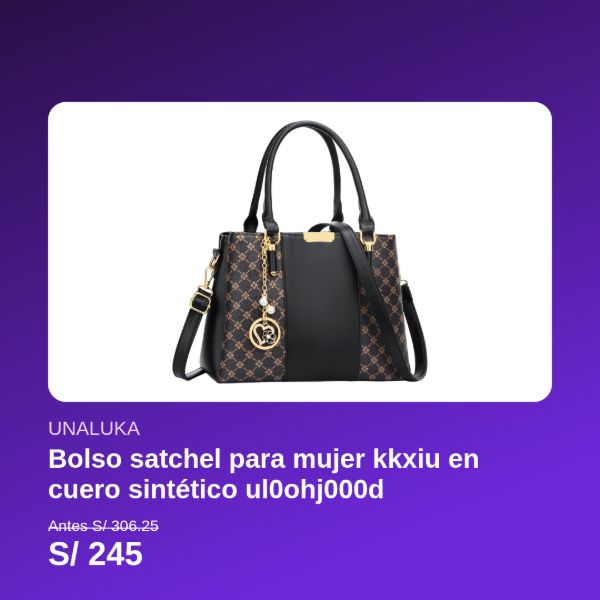 UNALUKA
Bolso satchel para mujer kkxiu en
cuero sintético ul0ohj000d
Antes S/ 306.25
S/ 245